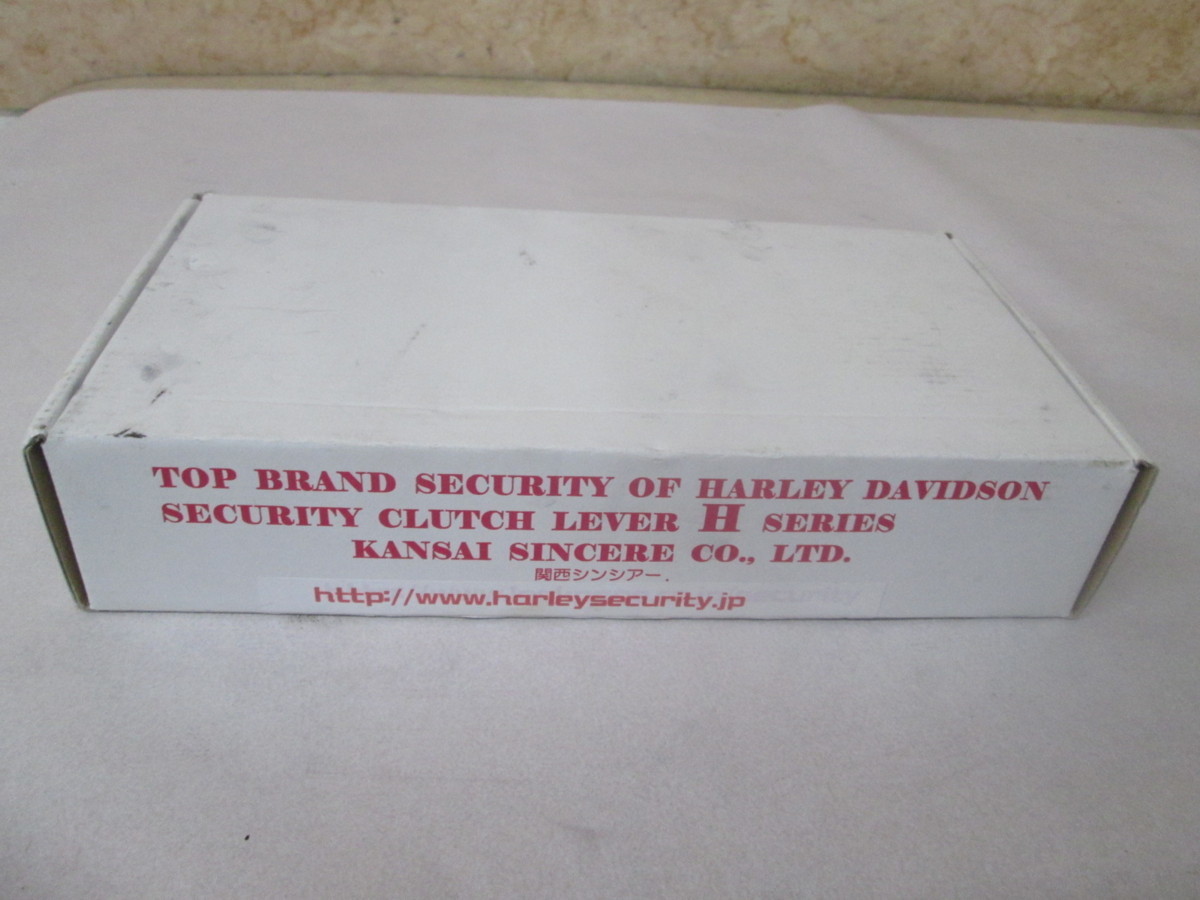 TOP BRAND SECURITY OF HARLEY DAVIDSON
SECURITY CLUTCH LEVER H SERIES
KANSAI SINCERE CO., LTD.
関西シンシアー.
http://www.harleysecurity.jp